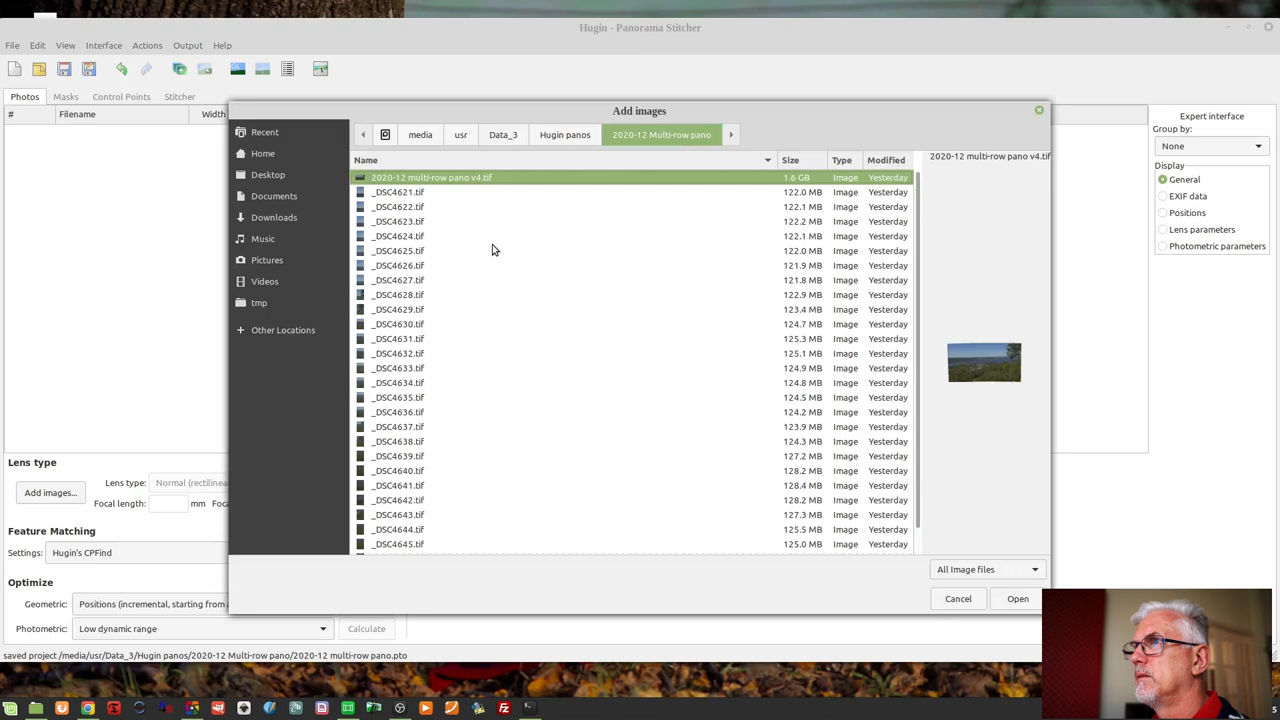 Hugin - Panorama Stitcher
File Edit View Interface Actions Output Help
Photos Masks Control Points Stitcher
# Filename Width
Add images
media usr Data_3 Hugin panos 2020-12 Multi-row pano
Recent
Home
Desktop
Documents
Downloads
Music
Pictures
Videos
tmp
+ Other Locations
Name Size Type Modified
2020-12 multi-row pano v4.tif 1.6 GB Image Yesterday
_DSC4621.tif 122.0 MB Image Yesterday
_DSC4622.tif 122.1 MB Image Yesterday
_DSC4623.tif 122.2 MB Image Yesterday
_DSC4624.tif 122.1 MB Image Yesterday
_DSC4625.tif 122.0 MB Image Yesterday
_DSC4626.tif 121.9 MB Image Yesterday
_DSC4627.tif 121.8 MB Image Yesterday
_DSC4628.tif 122.9 MB Image Yesterday
_DSC4629.tif 123.4 MB Image Yesterday
_DSC4630.tif 124.7 MB Image Yesterday
_DSC4631.tif 125.3 MB Image Yesterday
_DSC4632.tif 125.1 MB Image Yesterday
_DSC4633.tif 124.9 MB Image Yesterday
_DSC4634.tif 124.8 MB Image Yesterday
_DSC4635.tif 124.5 MB Image Yesterday
_DSC4636.tif 124.2 MB Image Yesterday
_DSC4637.tif 123.9 MB Image Yesterday
_DSC4638.tif 124.3 MB Image Yesterday
_DSC4639.tif 127.2 MB Image Yesterday
_DSC4640.tif 128.2 MB Image Yesterday
_DSC4641.tif 128.4 MB Image Yesterday
_DSC4642.tif 128.2 MB Image Yesterday
_DSC4643.tif 127.3 MB Image Yesterday
_DSC4644.tif 125.5 MB Image Yesterday
_DSC4645.tif 125.0 MB Image Yesterday
2020-12 multi-row pano v4.tif
All Image files
Cancel Open
Expert interface
Group by:
None
Display
General
EXIF data
Positions
Lens parameters
Photometric parameters
Lens type
Add images... Lens type: Normal (rectiline
Focal length: mm Foca
Feature Matching
Settings: Hugin's CPFind
Optimize
Geometric: Positions (incremental, starting from
Photometric: Low dynamic range Calculate
saved project /media/usr/Data_3/Hugin panos/2020-12 Multi-row pano/2020-12 multi-row pano.pto